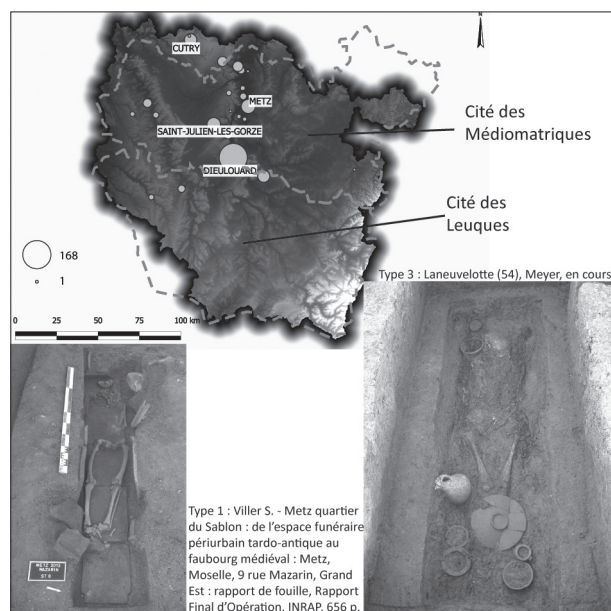 N
CUTRY
METZ
SAINT-JULIEN-LES-GORZE
DIEULOUARD
Cité des
Médiomatriques
Cité des
Leuques
168
1
0 25 50 75 100 km
Type 3 : Laneuvelotte (54), Meyer, en cours
Type 1 : Viller S. - Metz quartier
du Sablon : de l'espace funéraire
périurbain tardo-antique au
faubourg médiéval : Metz,
Moselle, 9 rue Mazarin, Grand
Est : rapport de fouille, Rapport
Final d'Opération, INRAP, 656 p.
METZ 2013
MAZARIN